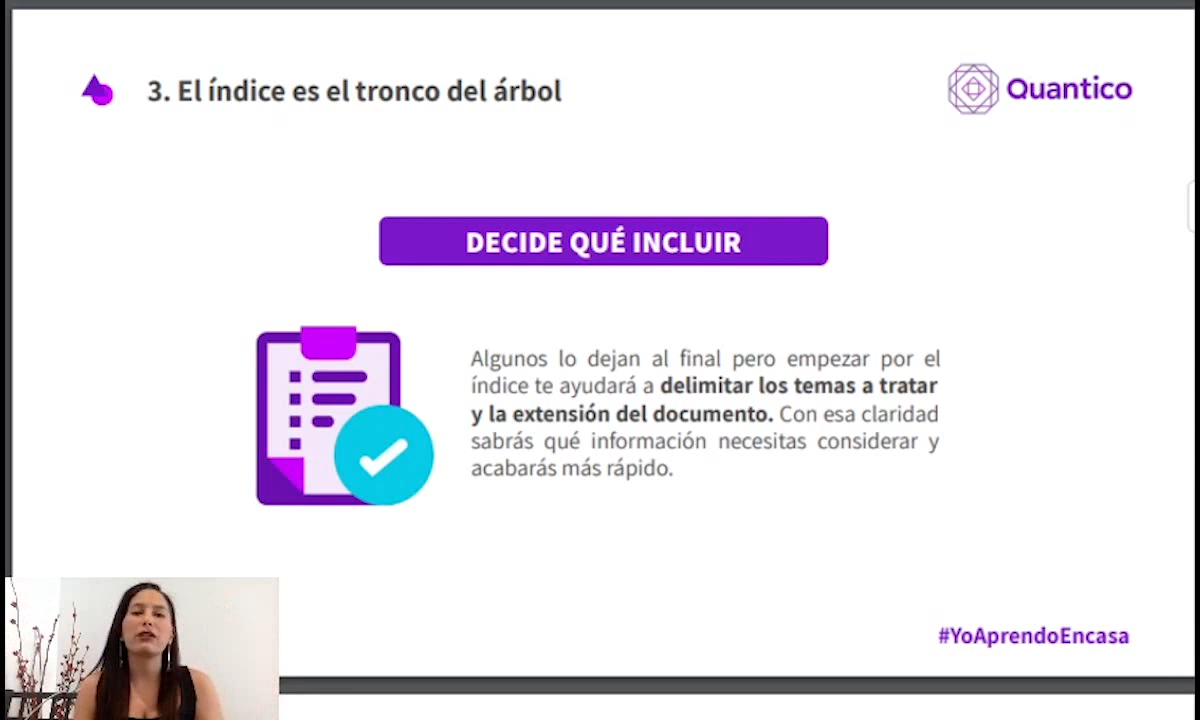 3. El índice es el tronco del árbol
Quantico
DECIDE QUÉ INCLUIR
Algunos lo dejan al final pero empezar por el
índice te ayudará a delimitar los temas a tratar
y la extensión del documento. Con esa claridad
sabrás qué información necesitas considerar y
acabarás más rápido.
#YoAprendoEncasa